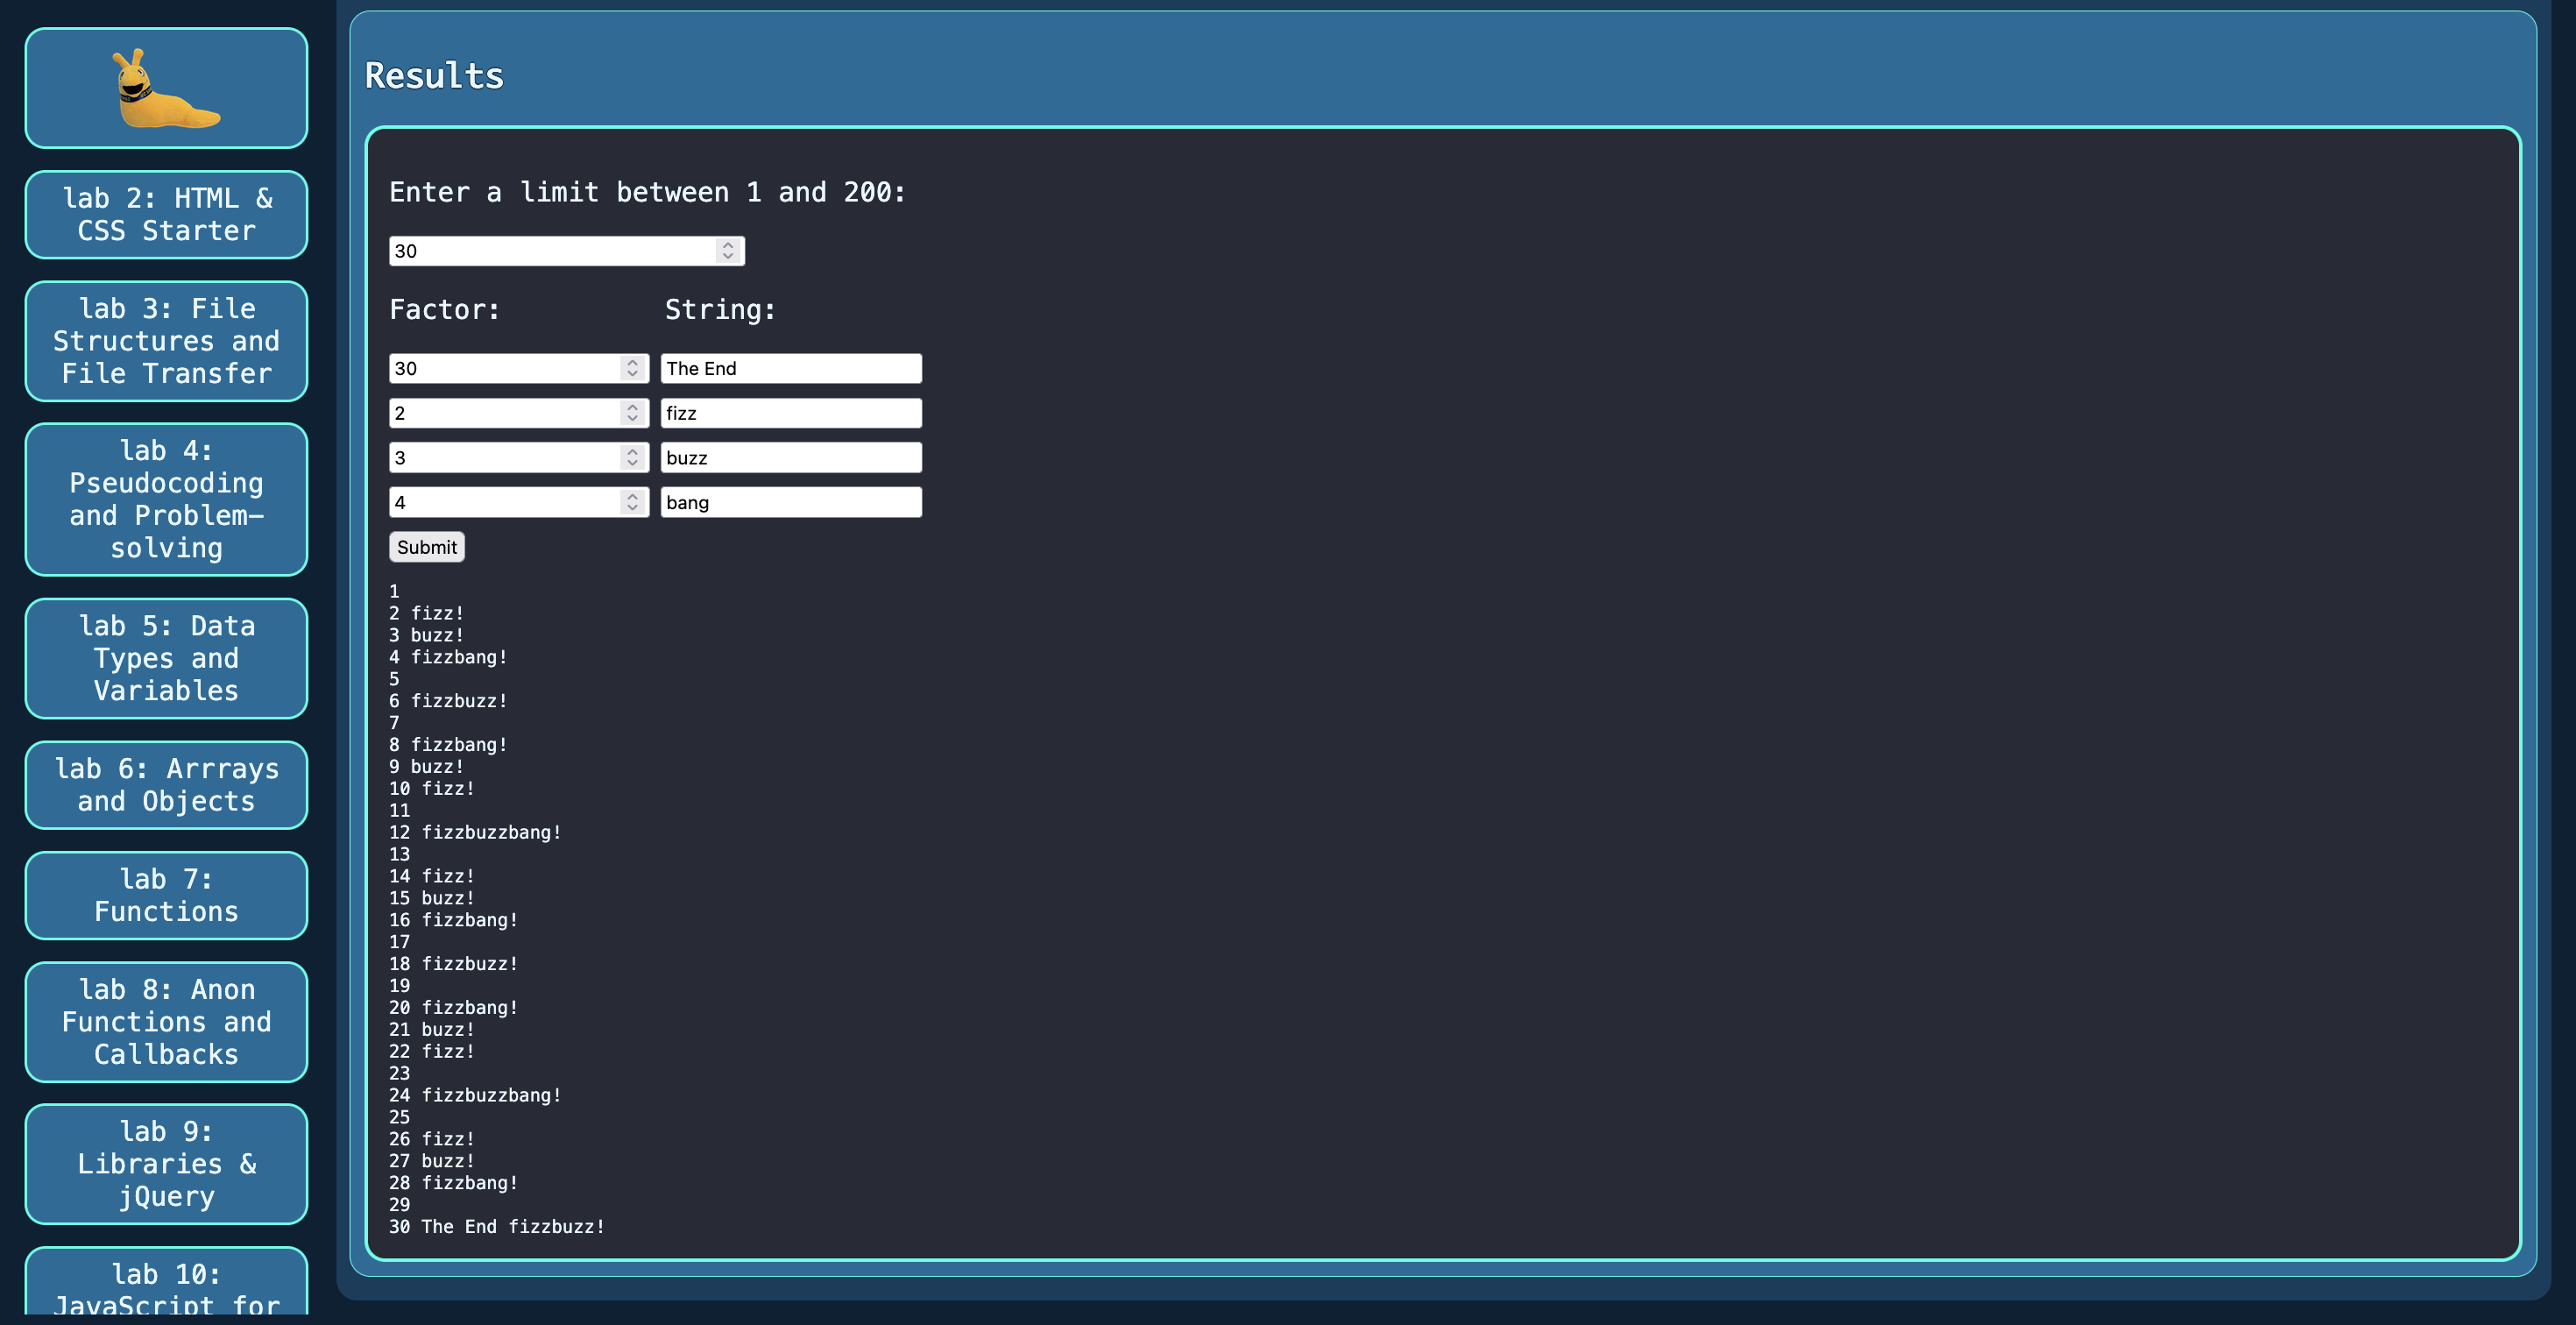 lab 2: HTML &
CSS Starter
lab 3: File
Structures and
File Transfer
lab 4:
Pseudocoding
and Problem-
solving
lab 5: Data
Types and
Variables
lab 6: Arrrays
and Objects
lab 7:
Functions
lab 8: Anon
Functions and
Callbacks
lab 9:
Libraries &
jQuery
lab 10:
JavaScript for
Results
Enter a limit between 1 and 200:
30
Factor: String:
30 The End
2 fizz
3 buzz
4 bang
Submit
1
2 fizz!
3 buzz!
4 fizzbang!
5
6 fizzbuzz!
7
8 fizzbang!
9 buzz!
10 fizz!
11
12 fizzbuzzbang!
13
14 fizz!
15 buzz!
16 fizzbang!
17
18 fizzbuzz!
19
20 fizzbang!
21 buzz!
22 fizz!
23
24 fizzbuzzbang!
25
26 fizz!
27 buzz!
28 fizzbang!
29
30 The End fizzbuzz!